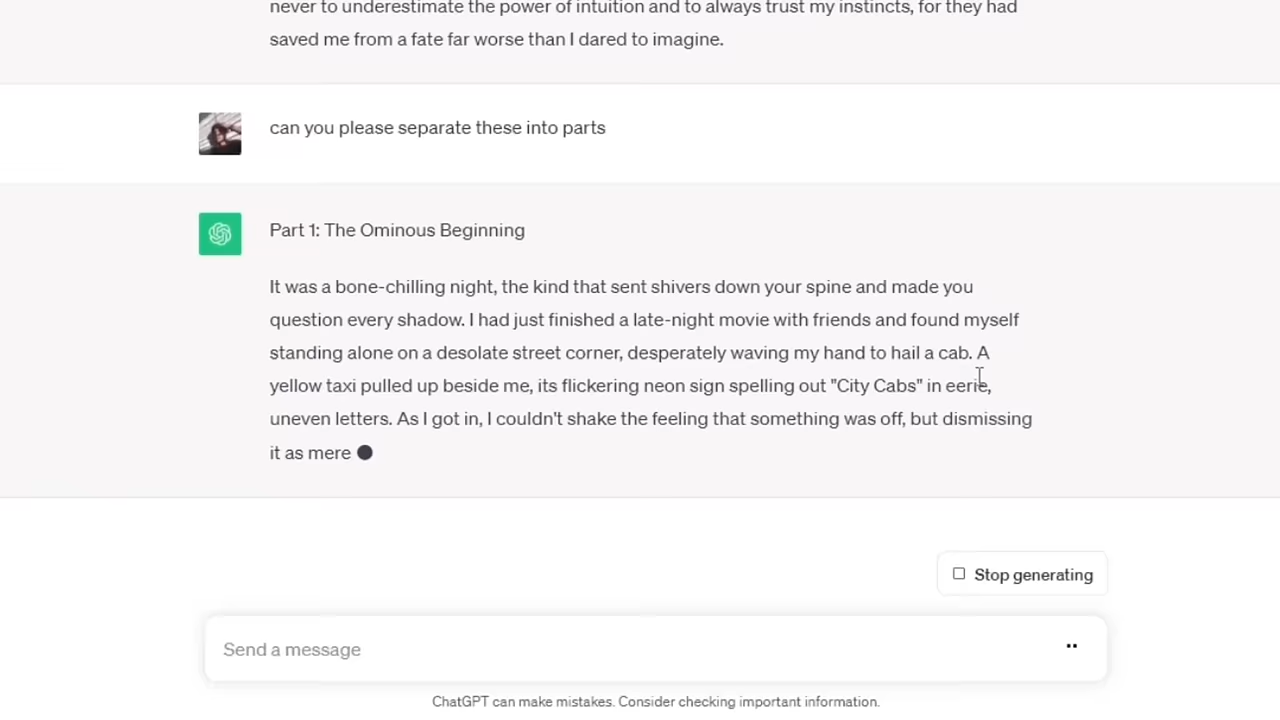 never to underestimate the power of intuition and to always trust my instincts, for they had
saved me from a fate far worse than I dared to imagine.
can you please separate these into parts
Part 1: The Ominous Beginning
It was a bone-chilling night, the kind that sent shivers down your spine and made you
question every shadow. I had just finished a late-night movie with friends and found myself
standing alone on a desolate street corner, desperately waving my hand to hail a cab. A
yellow taxi pulled up beside me, its flickering neon sign spelling out "City Cabs" in eerie,
uneven letters. As I got in, I couldn't shake the feeling that something was off, but dismissing
it as mere
Stop generating
Send a message
ChatGPT can make mistakes. Consider checking important information.